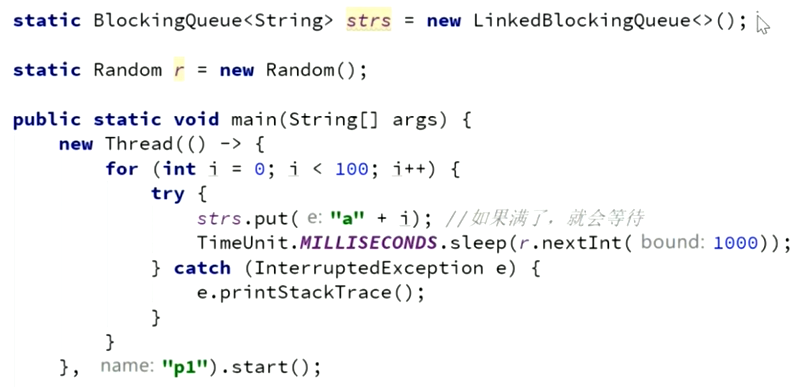 static BlockingQueue<String> strs = new LinkedBlockingQueue<>();
static Random r = new Random();
public static void main(String[] args) {
    new Thread(() -> {
        for (int i = 0; i < 100; i++) {
            try {
                strs.put( e: "a" + i); //如果满了，就会等待
                TimeUnit.MILLISECONDS.sleep(r.nextInt( bound: 1000));
            } catch (InterruptedException e) {
                e.printStackTrace();
            }
        }
    }, name: "p1").start();